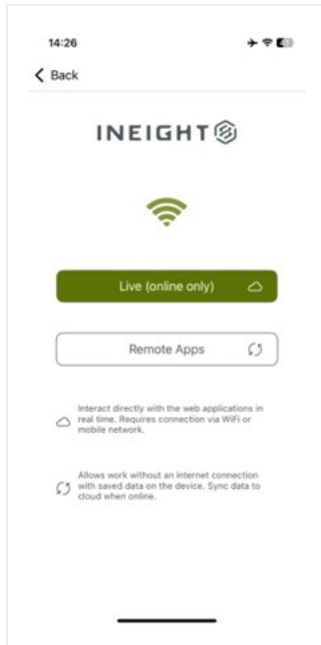 14:26
Back
INEIGHT
Live (online only)
Remote Apps
Interact directly with the web applications in
real time. Requires connection via WiFi or
mobile network.
Allows work without an internet connection
with saved data on the device. Sync data to
cloud when online.